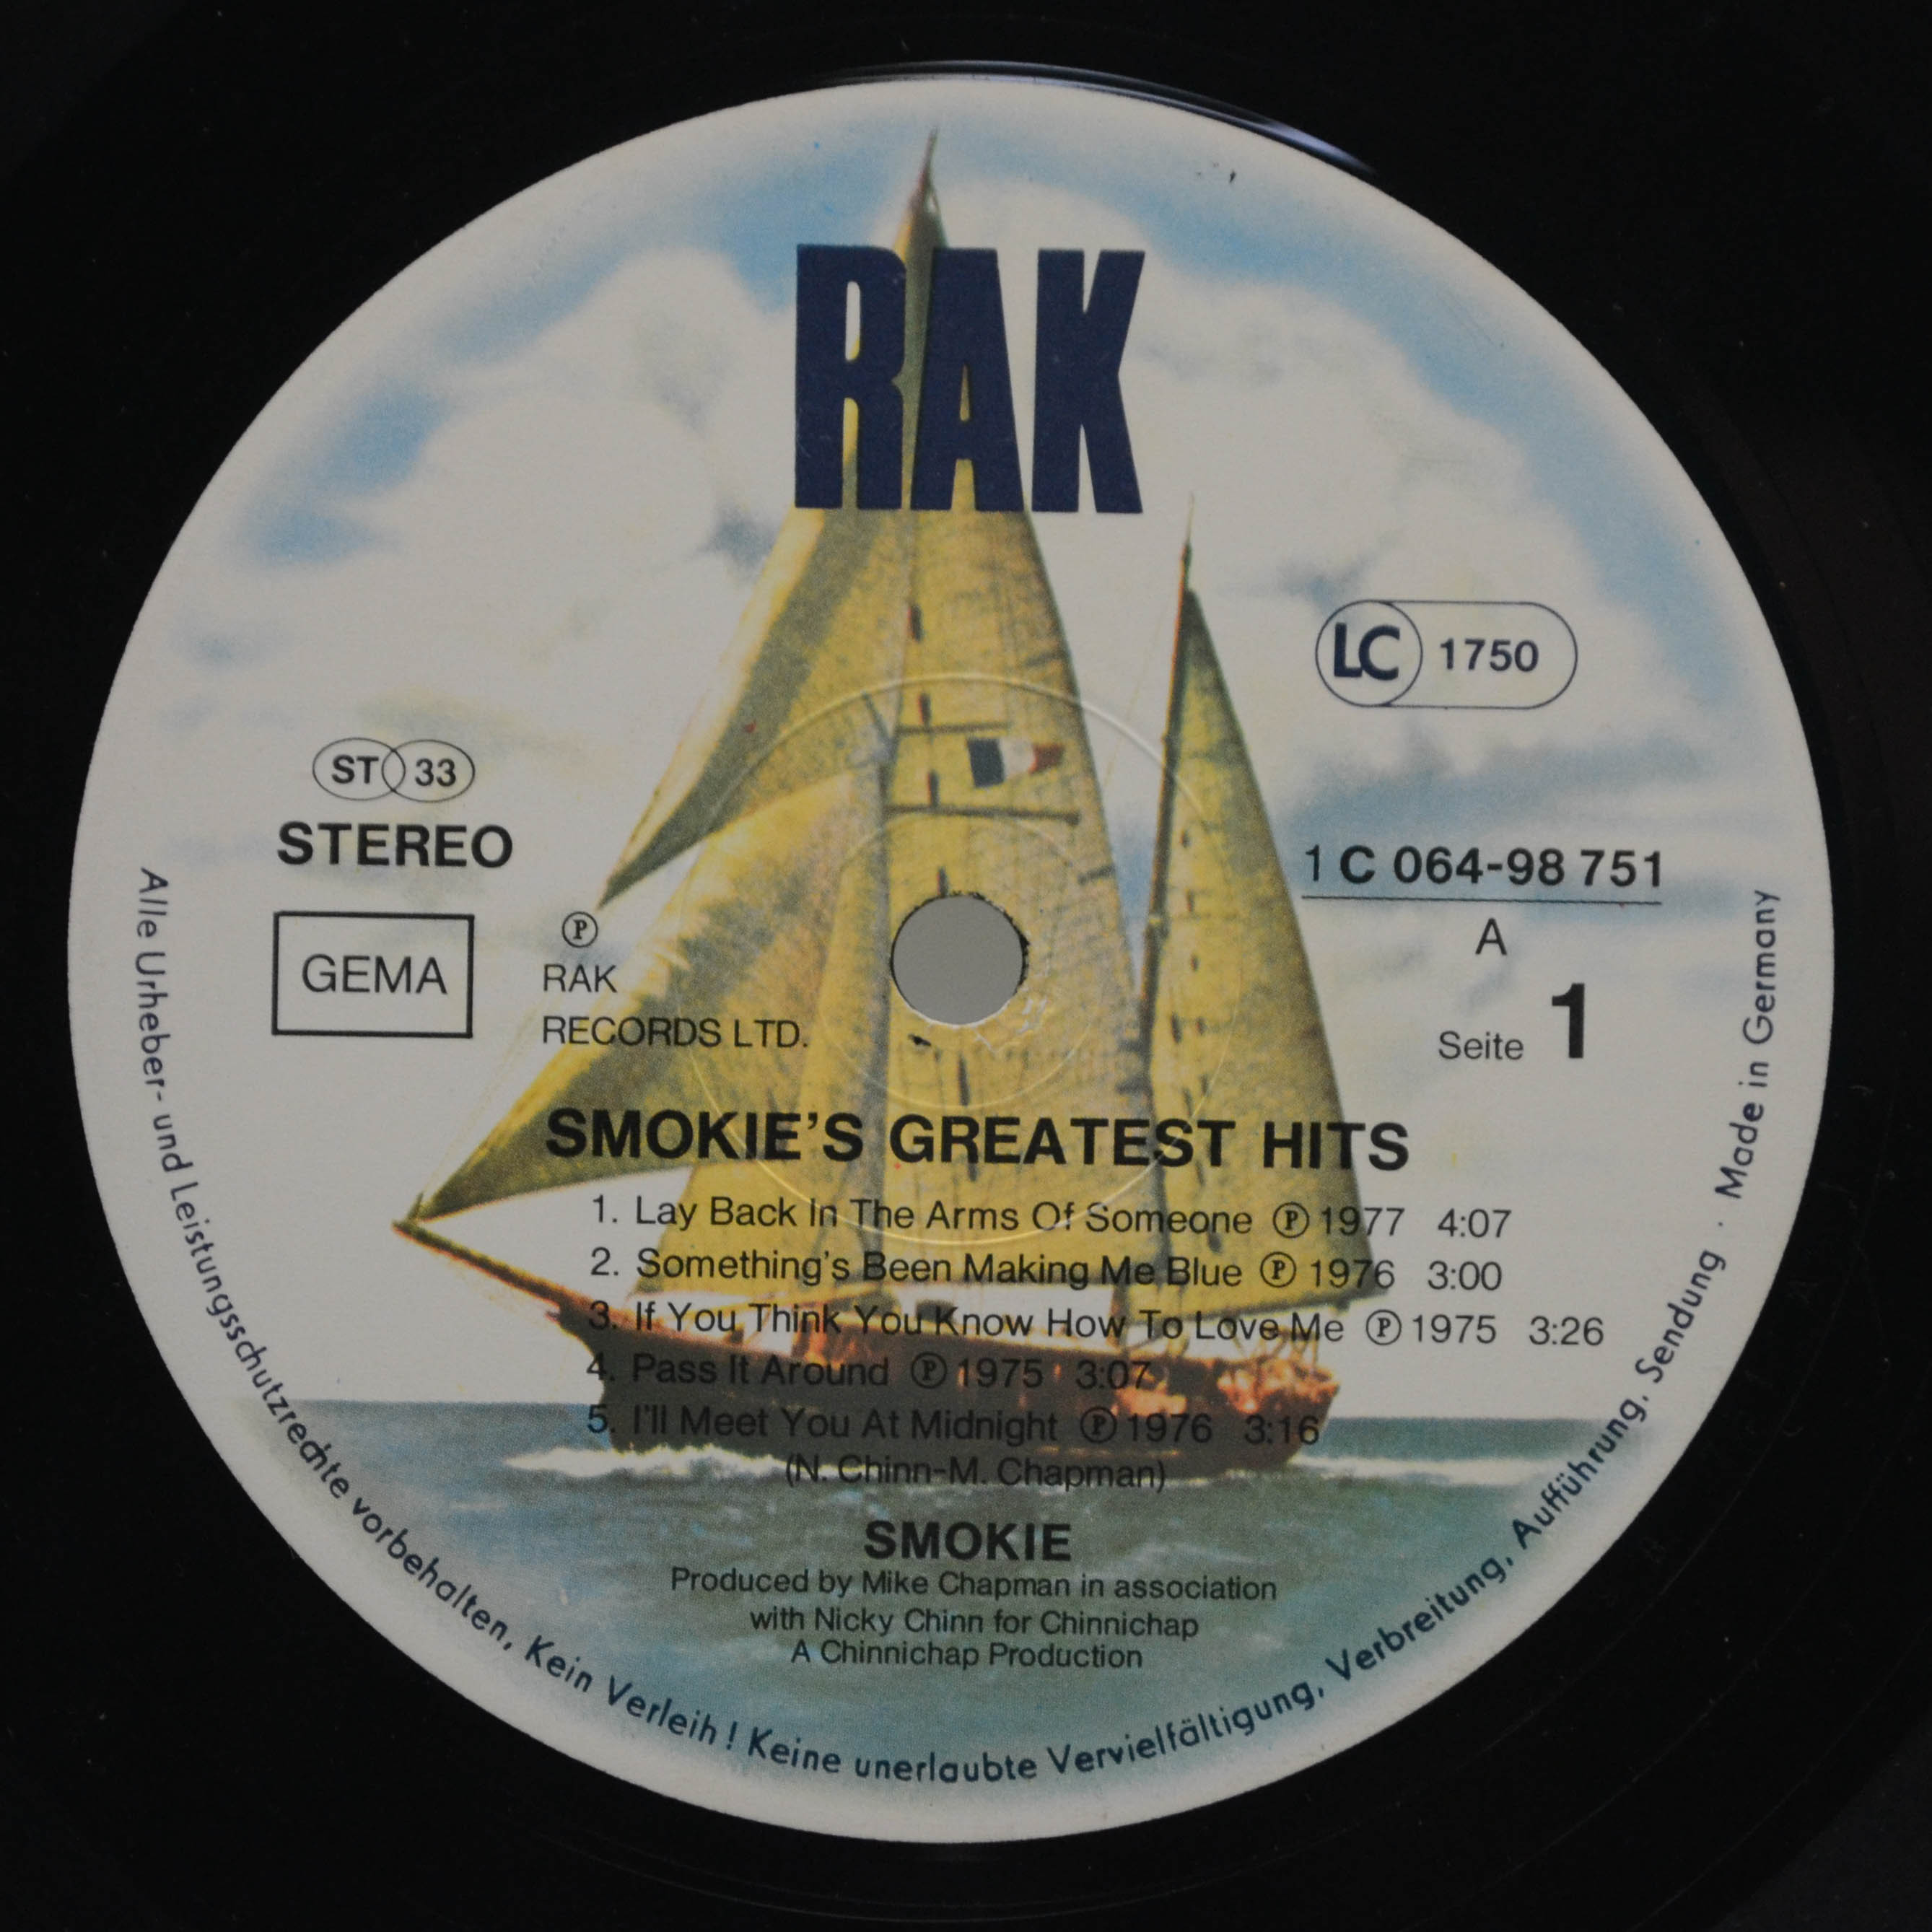 RAK
LC 1750
ST 33
STEREO
1 C 064-98 751
GEMA
℗
RAK
RECORDS LTD.
A
Seite 1
SMOKIE'S GREATEST HITS
1. Lay Back In The Arms Of Someone ℗ 1977 4:07
2. Something's Been Making Me Blue ℗ 1976 3:00
3. If You Think You Know How To Love Me ℗ 1975 3:26
4. Pass It Around ℗ 1975 3:07
5. I'll Meet You At Midnight ℗ 1976 3:16
(N. Chinn-M. Chapman)
SMOKIE
Produced by Mike Chapman in association
with Nicky Chinn for Chinnichap
A Chinnichap Production
Alle Urheber- und Leistungsschutzrechte vorbehalten, Kein Verleih! Keine unerlaubte Vervielfältigung, Verbreitung, Aufführung, Sendung · Made in Germany